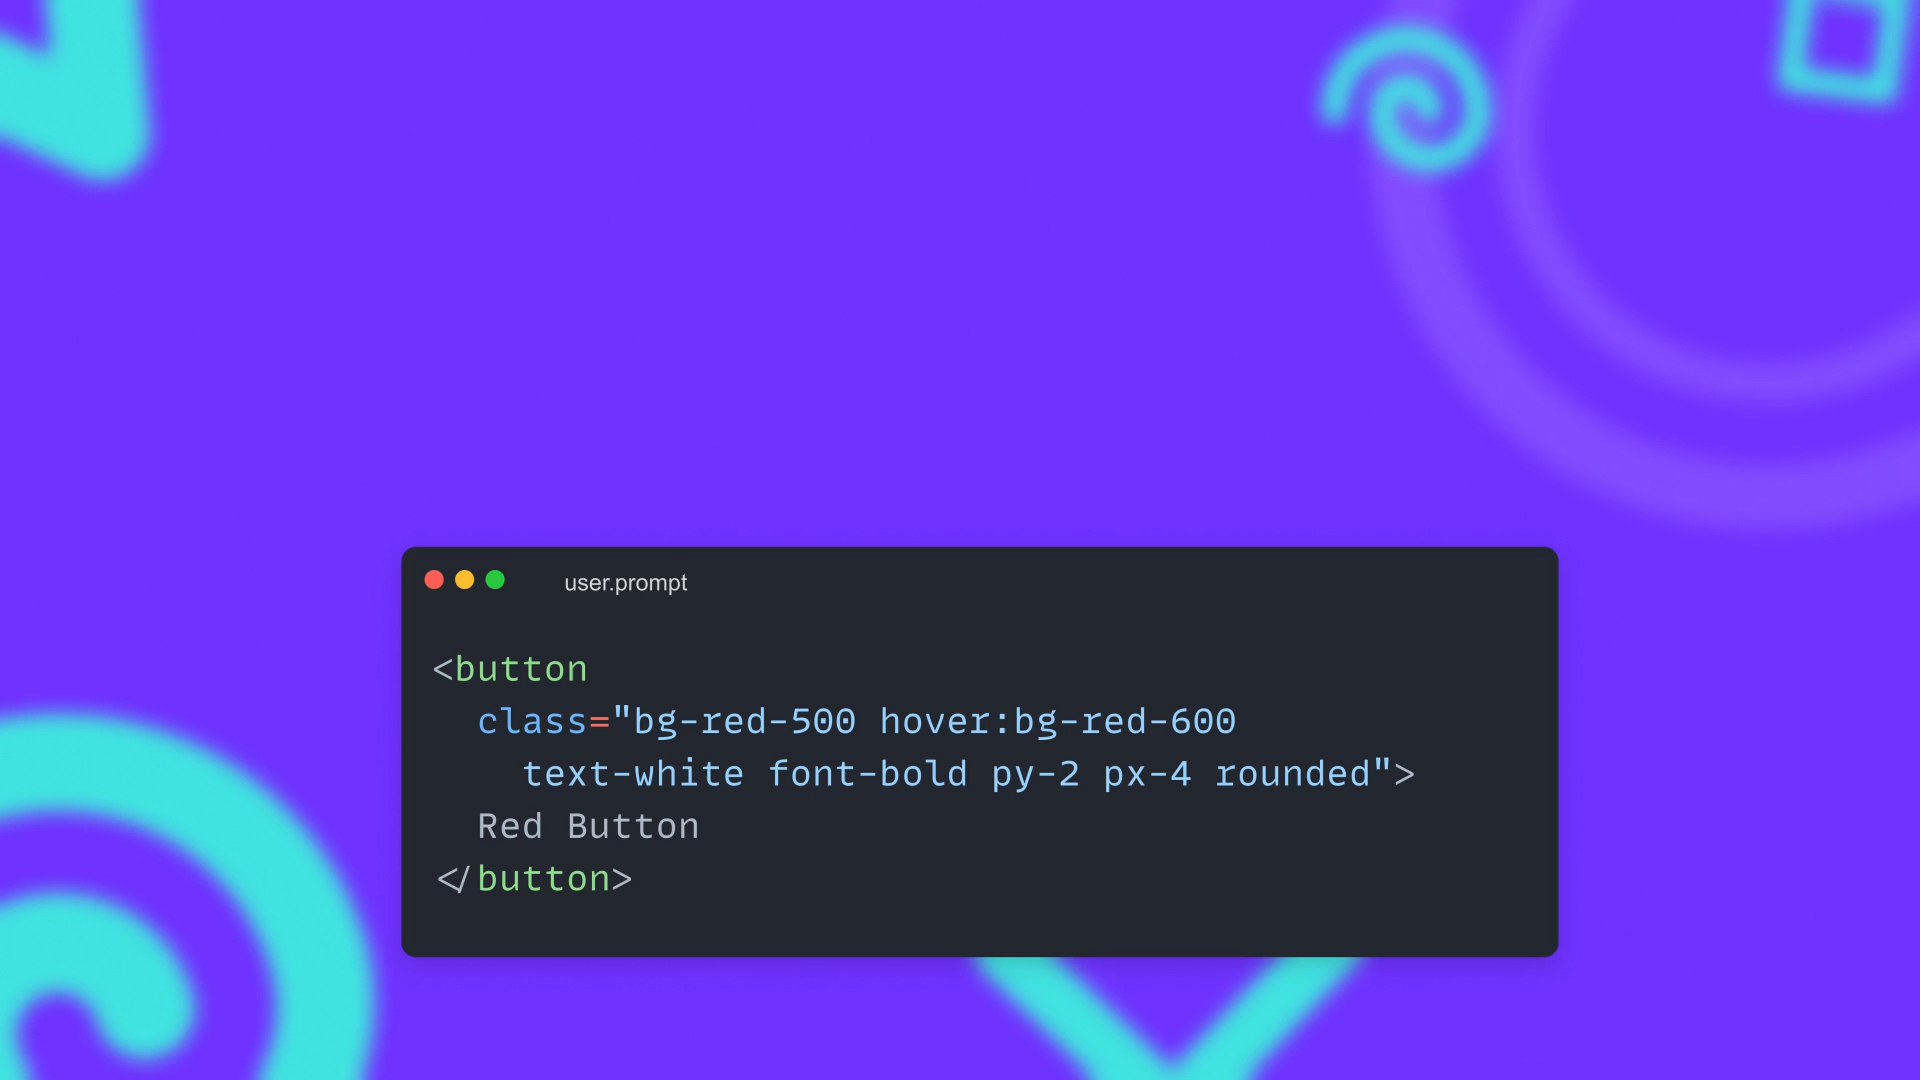 user.prompt
<button
class="bg-red-500 hover:bg-red-600
text-white font-bold py-2 px-4 rounded">
Red Button
</button>